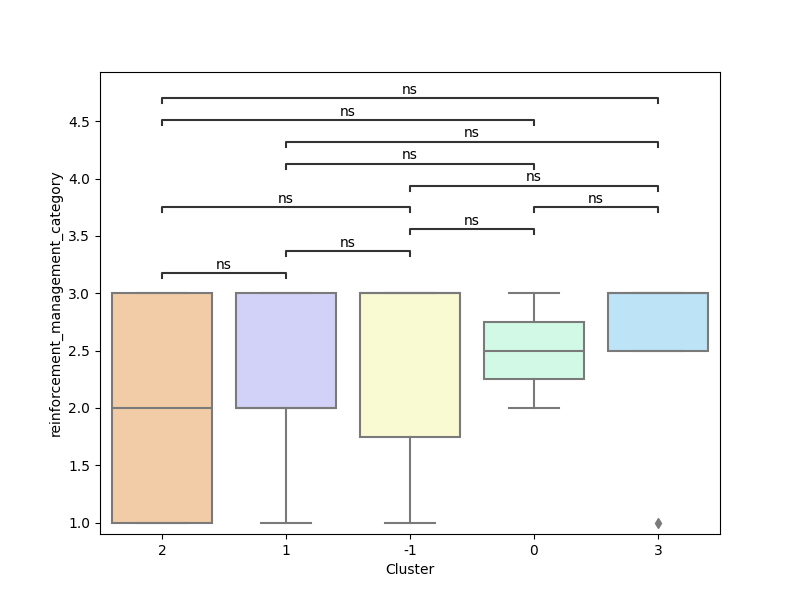 ns
ns
ns
ns
ns
ns
ns
ns
ns
ns
4.5
4.0
3.5
3.0
2.5
2.0
1.5
1.0
reinforcement_management_category
2 1 -1 0 3
Cluster